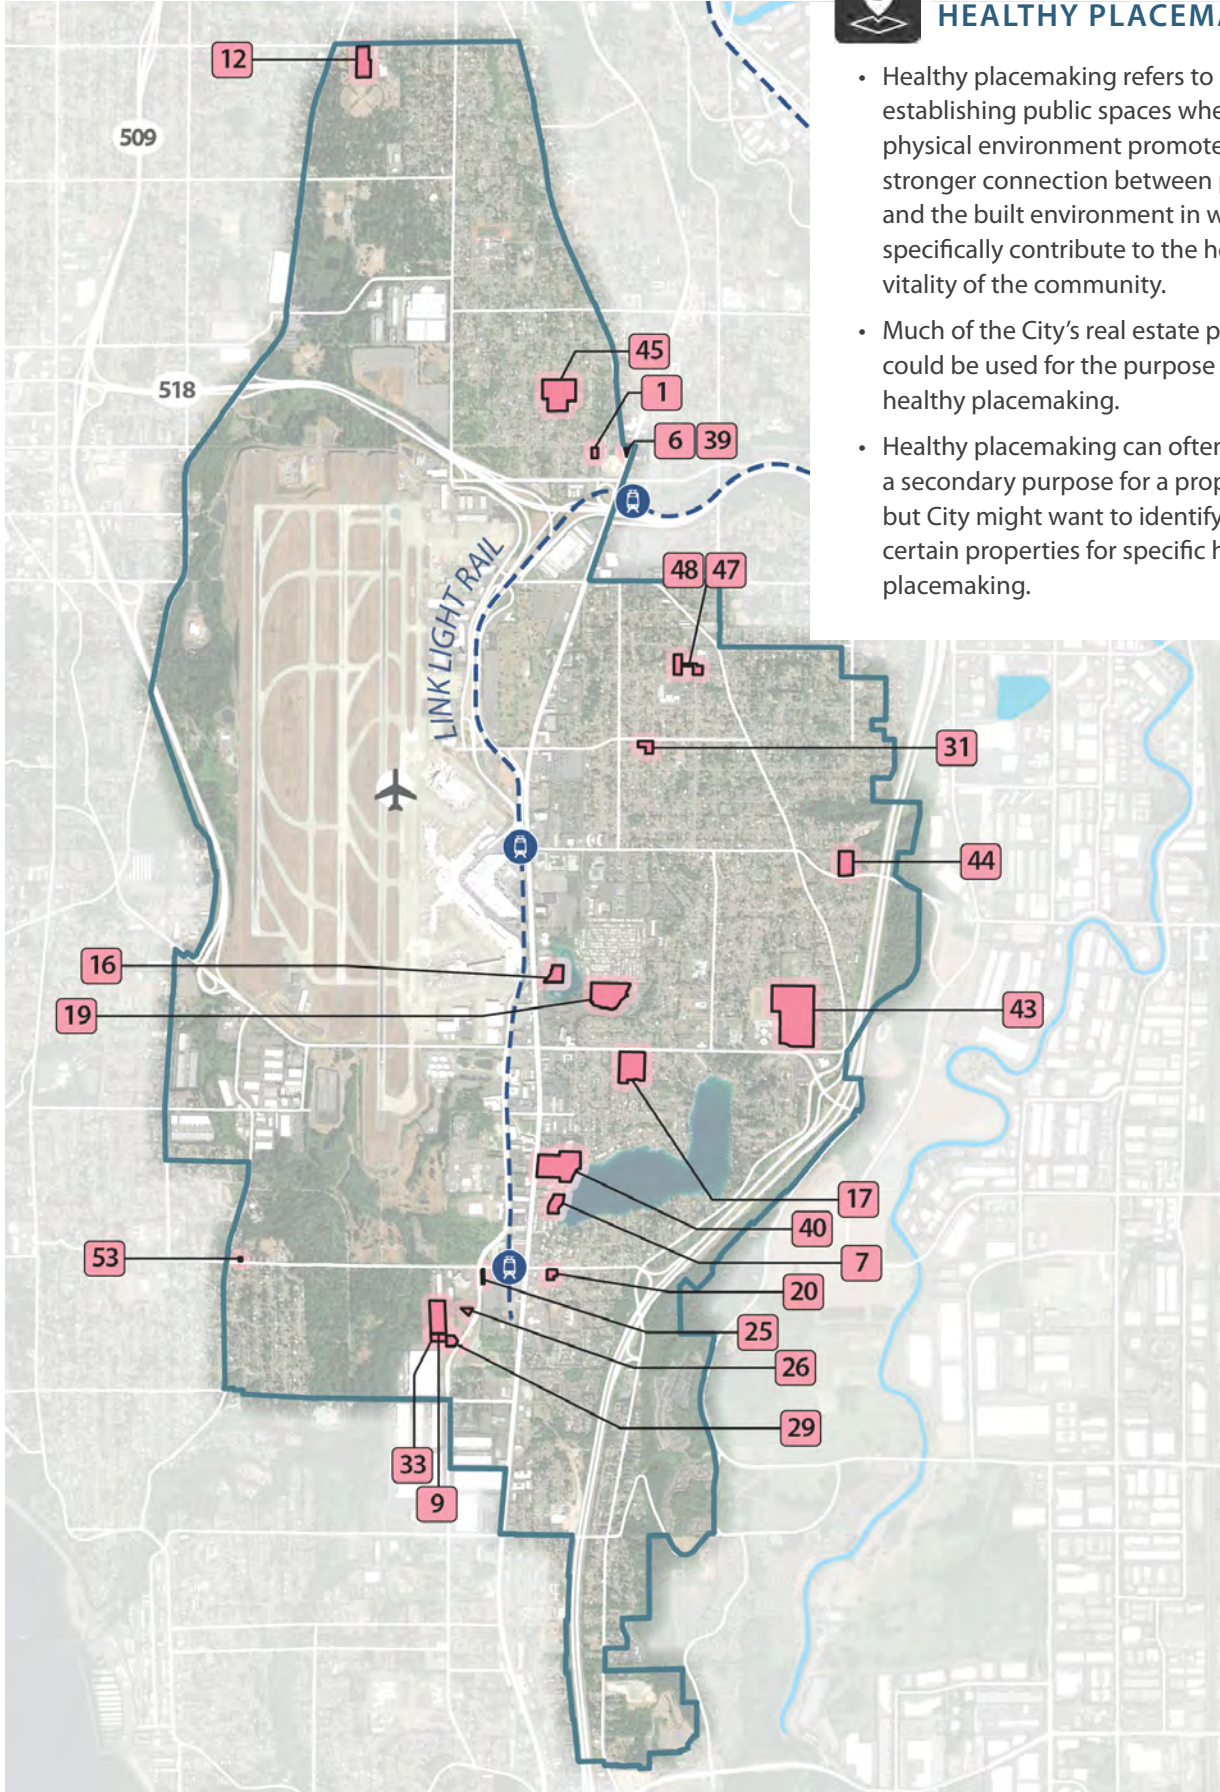 HEALTHY PLACEMA
• Healthy placemaking refers to
establishing public spaces whe
physical environment promote
stronger connection between p
and the built environment in w
specifically contribute to the he
vitality of the community.
• Much of the City’s real estate p
could be used for the purpose
healthy placemaking.
• Healthy placemaking can often
a secondary purpose for a prop
but City might want to identify
certain properties for specific h
placemaking.
12
509
518
45
1
6 39
LINK LIGHT RAIL
48 47
31
44
16
19
43
17
40
7
53
20
25
26
29
33
9